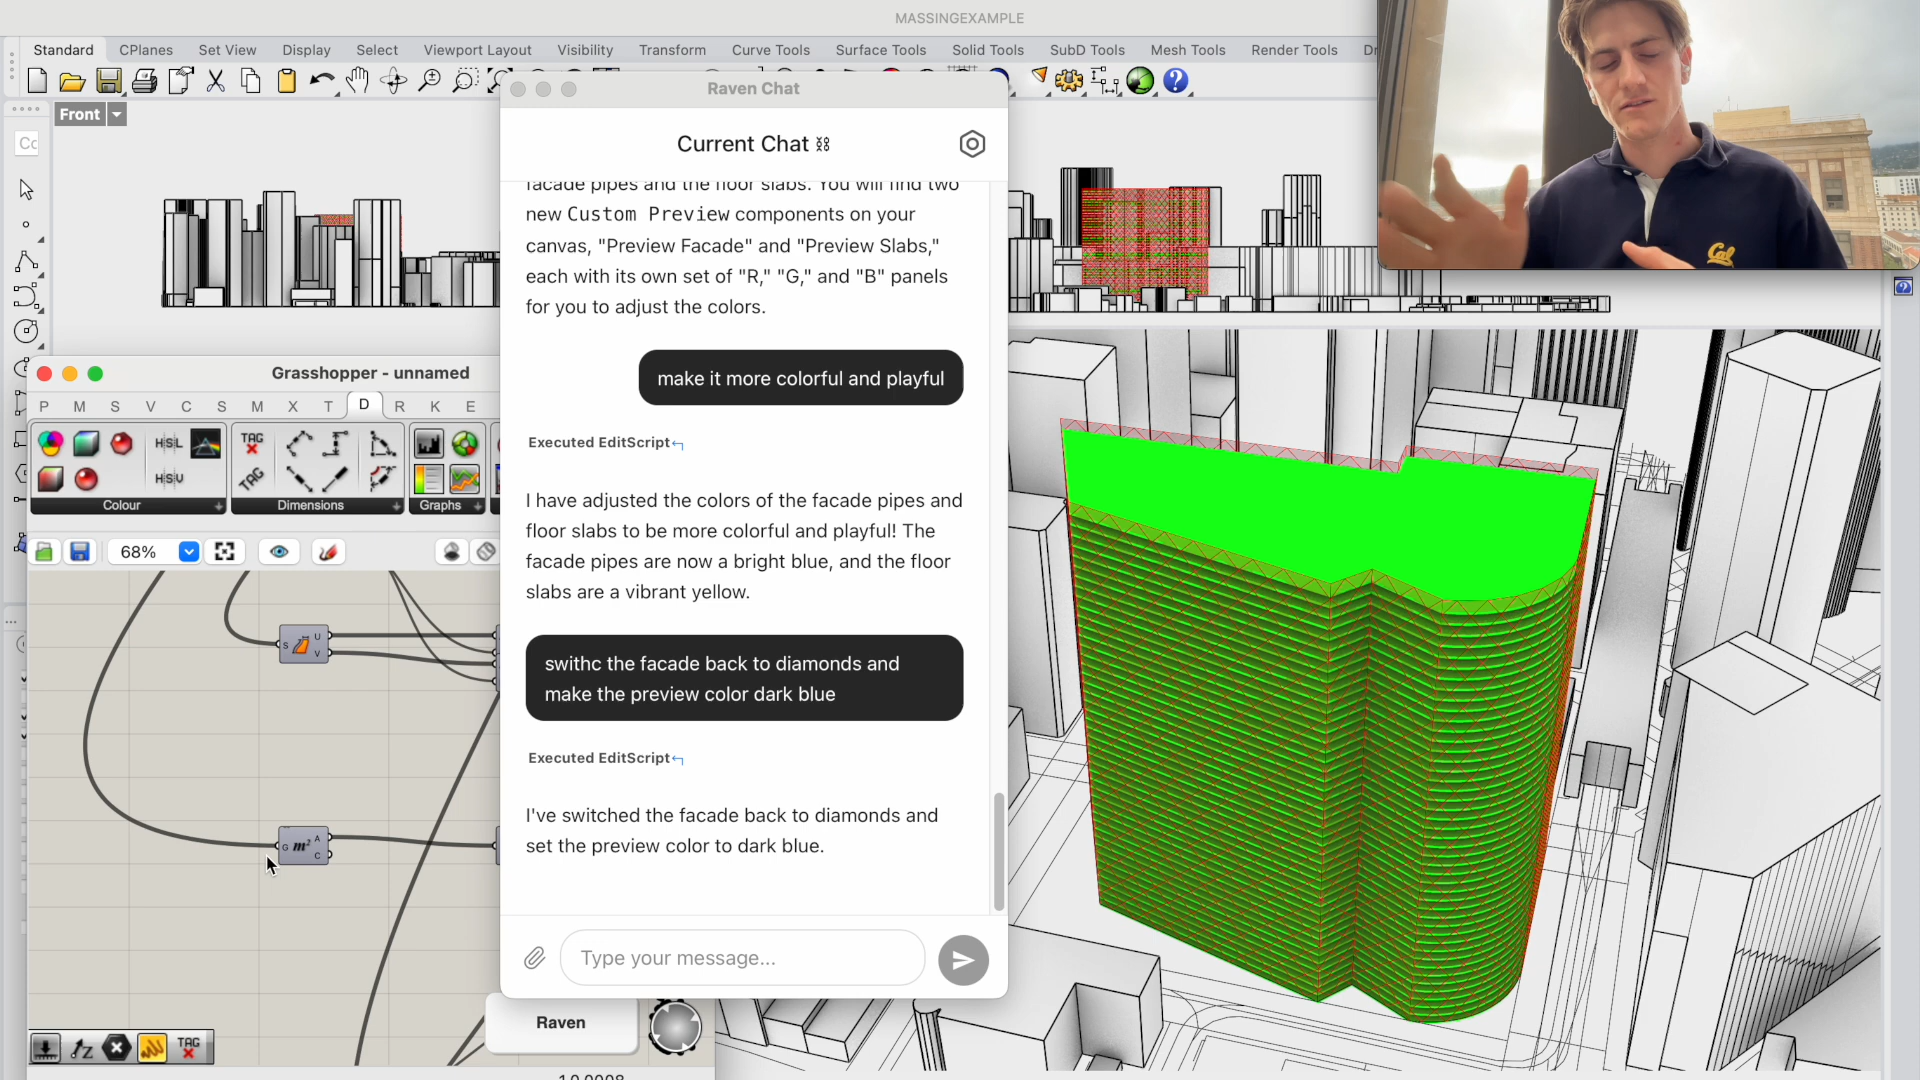 MASSINGEXAMPLE
Standard CPlanes Set View Display Select Viewport Layout Visibility Transform Curve Tools Surface Tools Solid Tools SubD Tools Mesh Tools Render Tools
Front
Raven Chat
Current Chat
facade pipes and the floor slabs. You will find two
new Custom Preview components on your
canvas, "Preview Facade" and "Preview Slabs,"
each with its own set of "R," "G," and "B" panels
for you to adjust the colors.
make it more colorful and playful
Executed EditScript
I have adjusted the colors of the facade pipes and
floor slabs to be more colorful and playful! The
facade pipes are now a bright blue, and the floor
slabs are a vibrant yellow.
swithc the facade back to diamonds and
make the preview color dark blue
Executed EditScript
I've switched the facade back to diamonds and
set the preview color to dark blue.
Type your message...
Raven
Grasshopper - unnamed
P M S V C S M X T D R K E
HSL TAG
HSV TAG
Colour Dimensions Graphs
68%
S U
V
G m² A
C
TAG
Cal